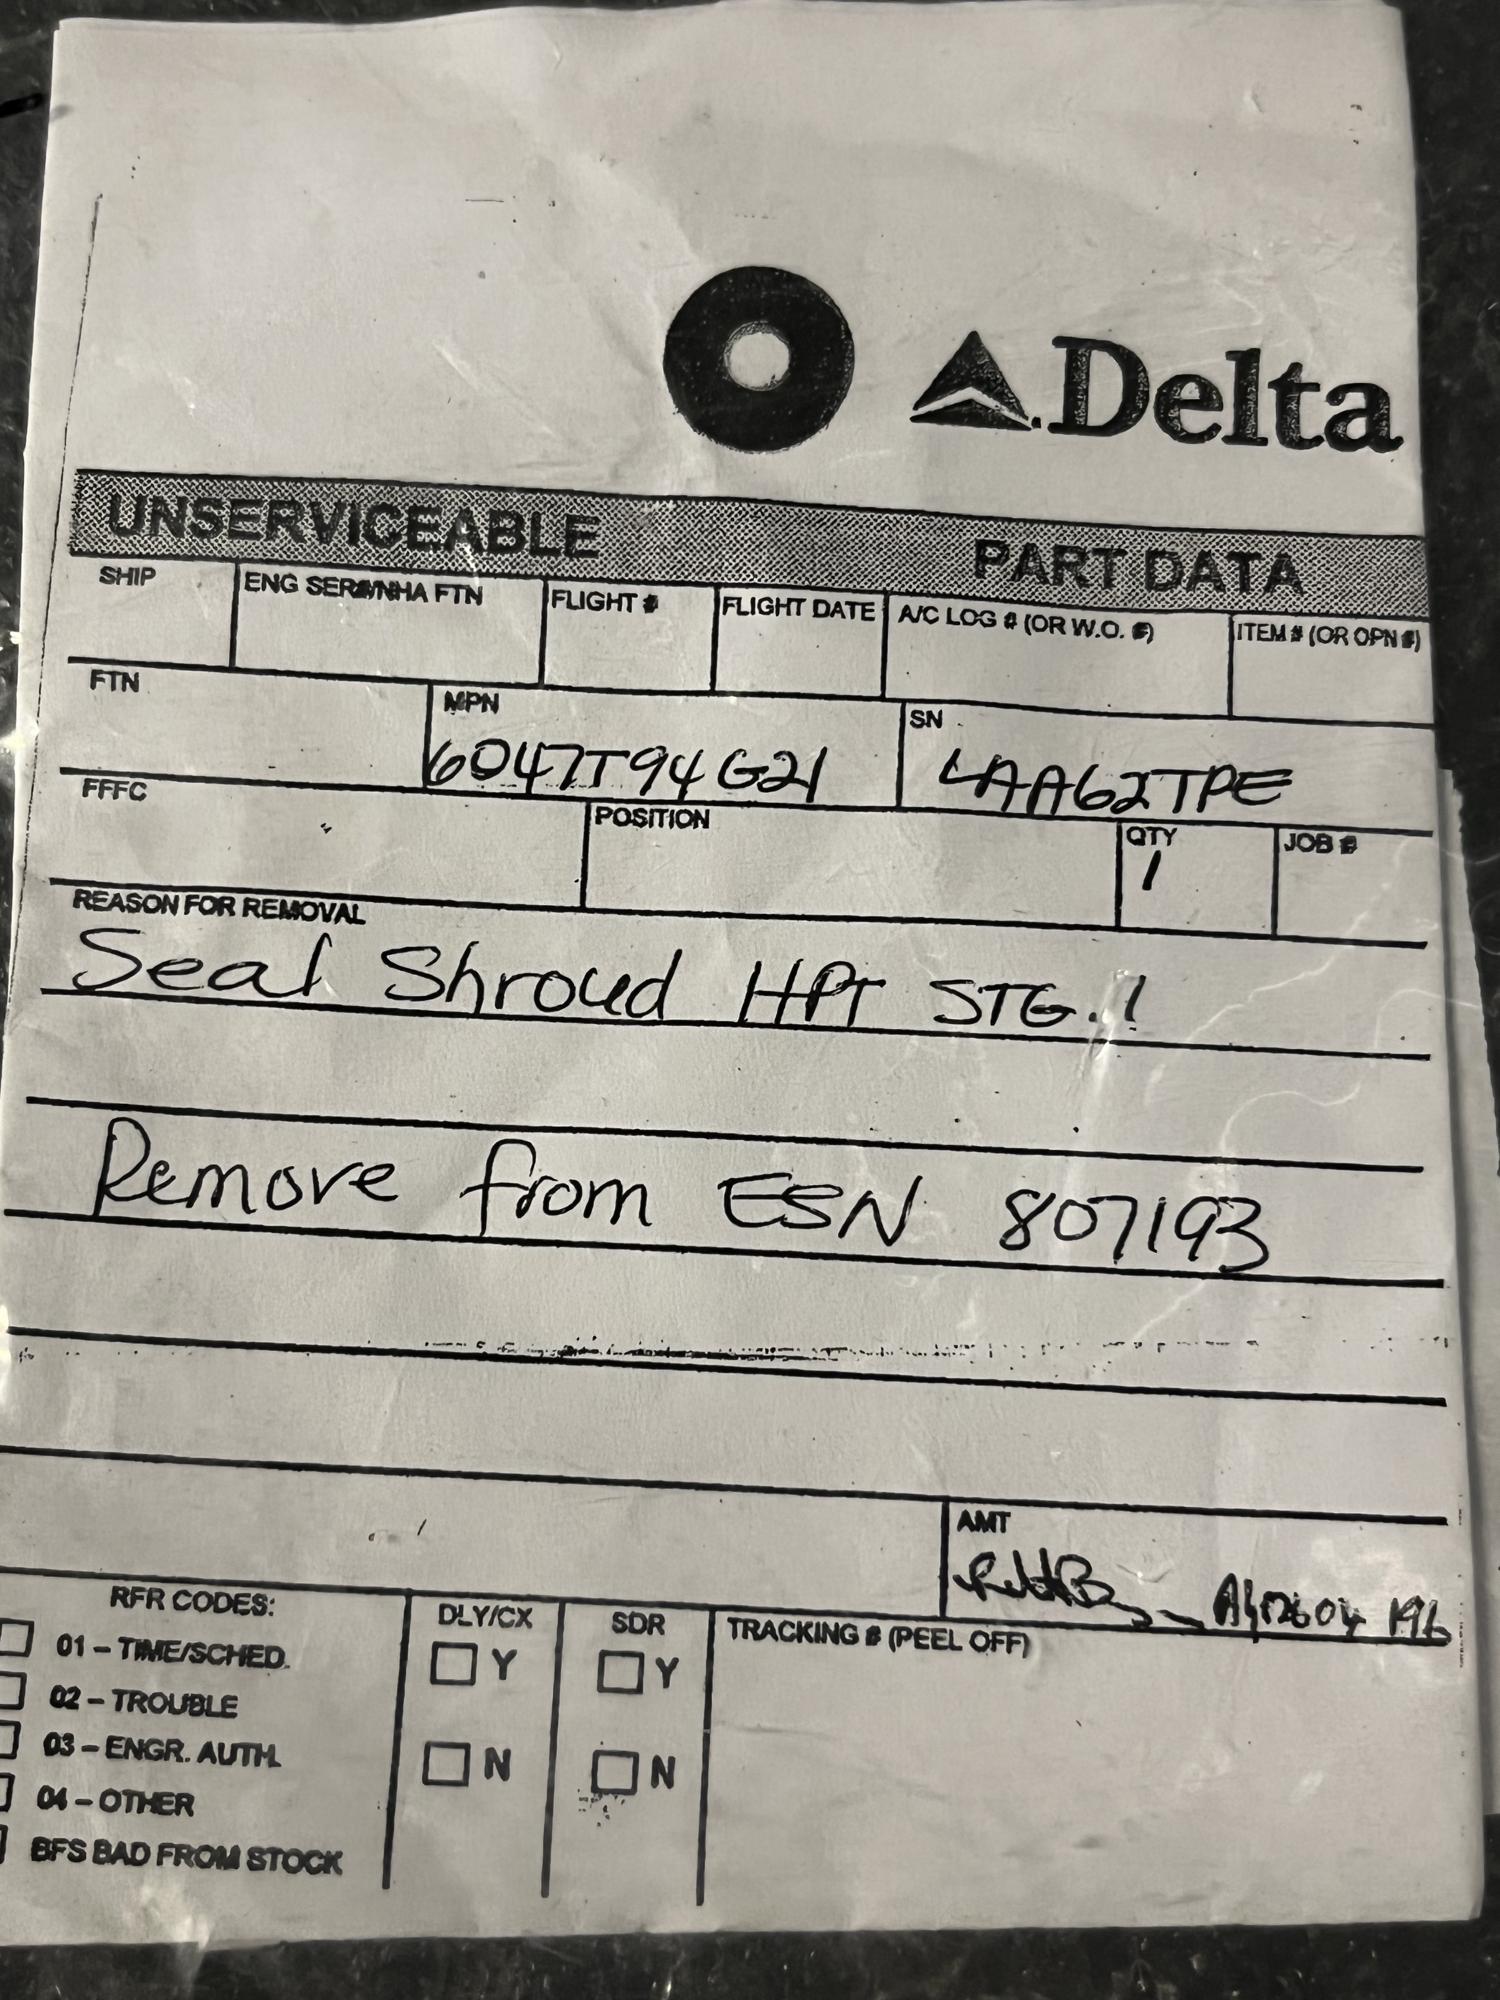 Delta
UNSERVICEABLE PART DATA
SHIP ENG SER#/NHA FTN FLIGHT # FLIGHT DATE A/C LOG # (OR W.O. #) ITEM # (OR OPN #)
FTN MPN SN
6047T94G21 LAA62TPE
FFFC POSITION QTY JOB #
1
REASON FOR REMOVAL
Seal Shroud HPT STG. 1
Remove from ESN 807193
AMT
RFR CODES: DLY/CX SDR TRACKING # (PEEL OFF)
01 – TIME/SCHED. Y Y
02 – TROUBLE
03 – ENGR. AUTH. N N
04 – OTHER
BFS BAD FROM STOCK